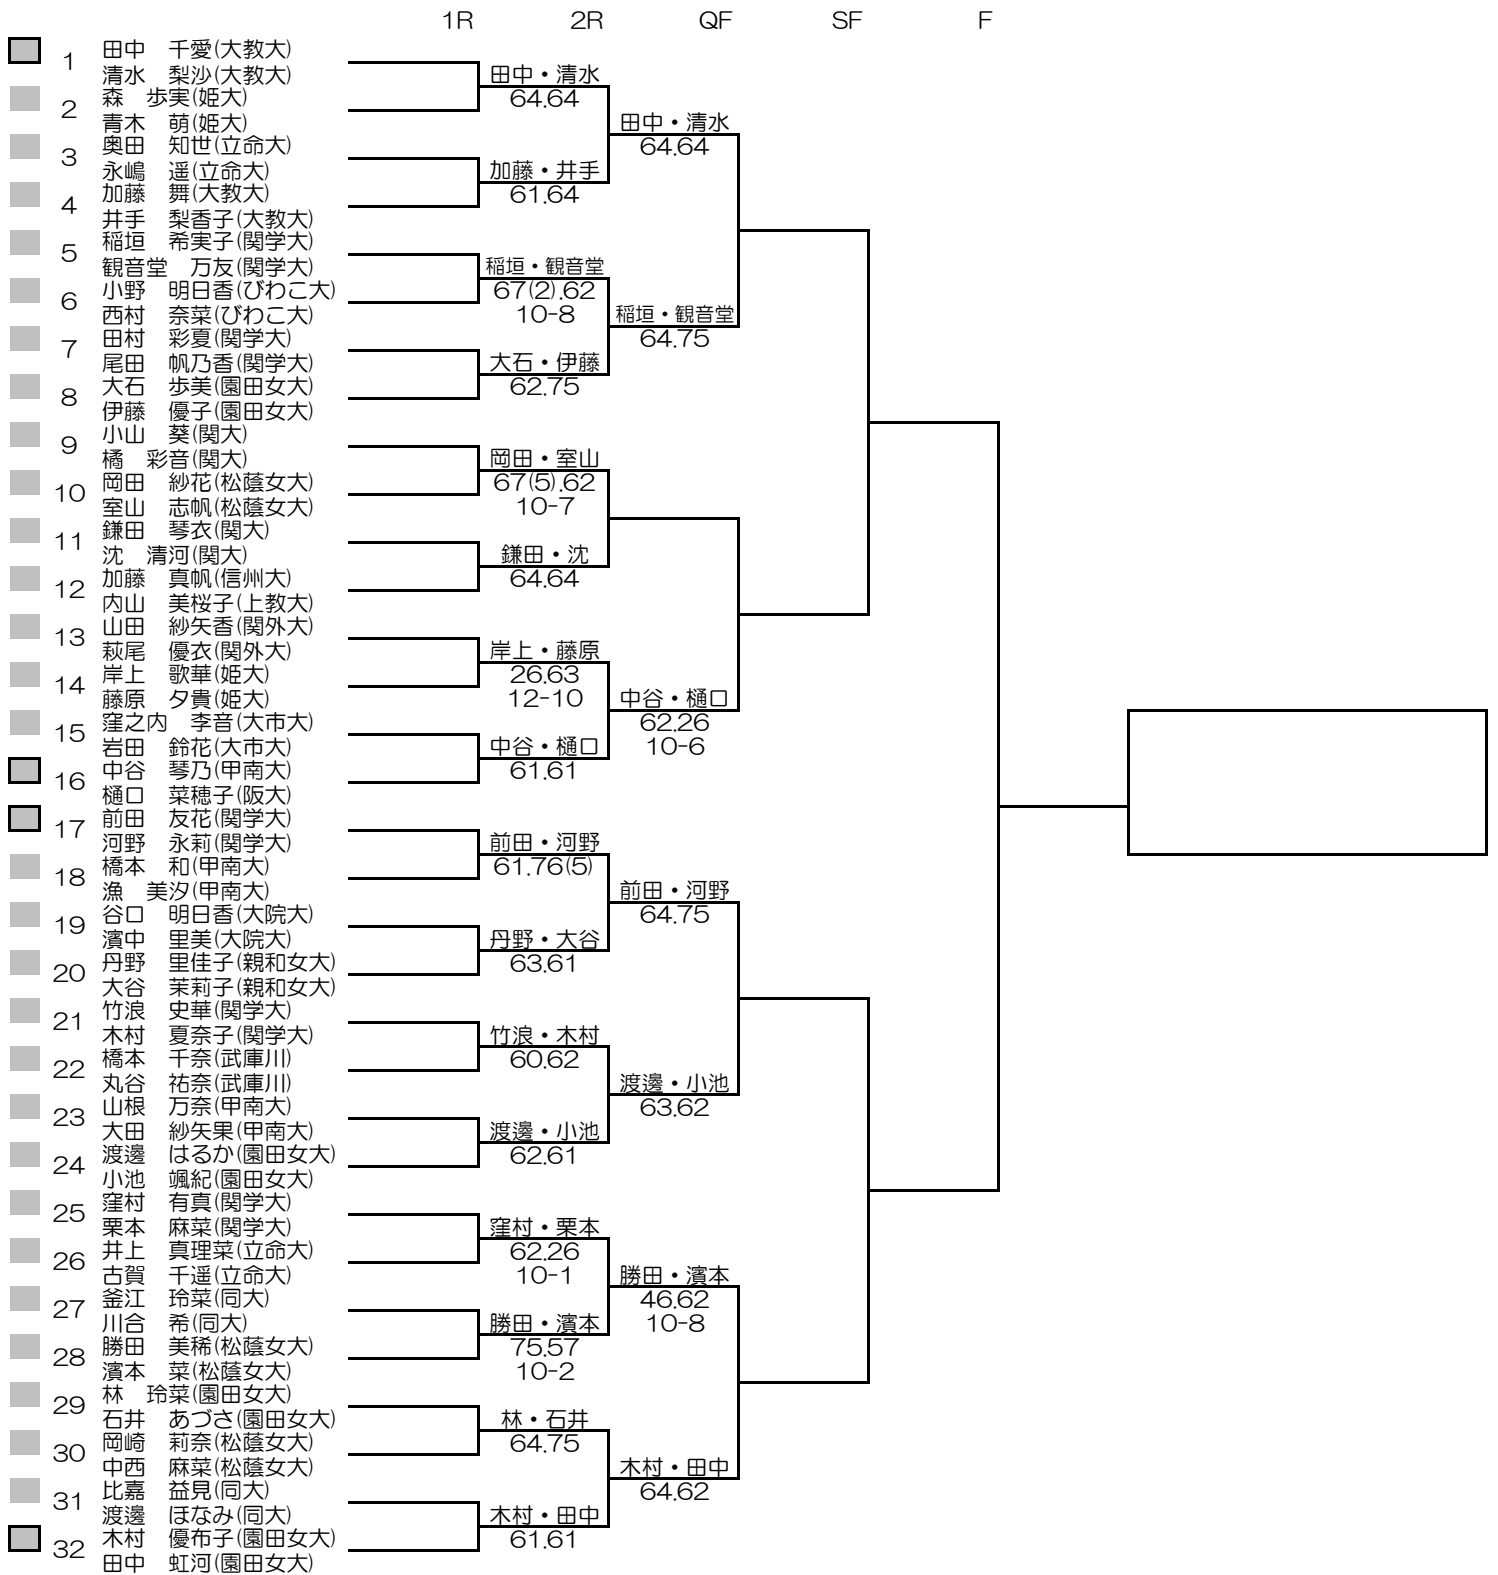 1R 2R QF SF F
1 田中 千愛(大教大)
清水 梨沙(大教大)
田中・清水
64.64
2 森 歩実(姫大)
青木 萌(姫大)
田中・清水
64.64
3 奥田 知世(立命大)
永嶋 遥(立命大)
加藤・井手
61.64
4 加藤 舞(大教大)
井手 梨香子(大教大)
5 稲垣 希実子(関学大)
観音堂 万友(関学大)
稲垣・観音堂
67(2).62
10-8
6 小野 明日香(びわこ大)
西村 奈菜(びわこ大)
稲垣・観音堂
64.75
7 田村 彩夏(関学大)
尾田 帆乃香(関学大)
大石・伊藤
62.75
8 大石 歩美(園田女大)
伊藤 優子(園田女大)
9 小山 葵(関大)
橘 彩音(関大)
岡田・室山
67(5).62
10-7
10 岡田 紗花(松蔭女大)
室山 志帆(松蔭女大)
11 鎌田 琴衣(関大)
沈 清河(関大)
鎌田・沈
64.64
12 加藤 真帆(信州大)
内山 美桜子(上教大)
13 山田 紗矢香(関外大)
萩尾 優衣(関外大)
岸上・藤原
26.63
12-10
14 岸上 歌華(姫大)
藤原 夕貴(姫大)
中谷・樋口
62.26
10-6
15 窪之内 李音(大市大)
岩田 鈴花(大市大)
中谷・樋口
61.61
16 中谷 琴乃(甲南大)
樋口 菜穂子(阪大)
17 前田 友花(関学大)
河野 永莉(関学大)
前田・河野
61.76(5)
18 橋本 和(甲南大)
漁 美汐(甲南大)
前田・河野
64.75
19 谷口 明日香(大院大)
濱中 里美(大院大)
丹野・大谷
63.61
20 丹野 里佳子(親和女大)
大谷 茉莉子(親和女大)
21 竹浪 史華(関学大)
木村 夏奈子(関学大)
竹浪・木村
60.62
22 橋本 千奈(武庫川)
丸谷 祐奈(武庫川)
渡邊・小池
63.62
23 山根 万奈(甲南大)
大田 紗矢果(甲南大)
渡邊・小池
62.61
24 渡邊 はるか(園田女大)
小池 颯紀(園田女大)
25 窪村 有真(関学大)
栗本 麻菜(関学大)
窪村・栗本
62.26
10-1
26 井上 真理菜(立命大)
古賀 千遥(立命大)
勝田・濱本
46.62
10-8
27 釜江 玲菜(同大)
川合 希(同大)
勝田・濱本
75.57
10-2
28 勝田 美稀(松蔭女大)
濱本 菜(松蔭女大)
29 林 玲菜(園田女大)
石井 あづさ(園田女大)
林・石井
64.75
30 岡崎 莉奈(松蔭女大)
中西 麻菜(松蔭女大)
木村・田中
64.62
31 比嘉 益見(同大)
渡邊 ほなみ(同大)
木村・田中
61.61
32 木村 優布子(園田女大)
田中 虹河(園田女大)